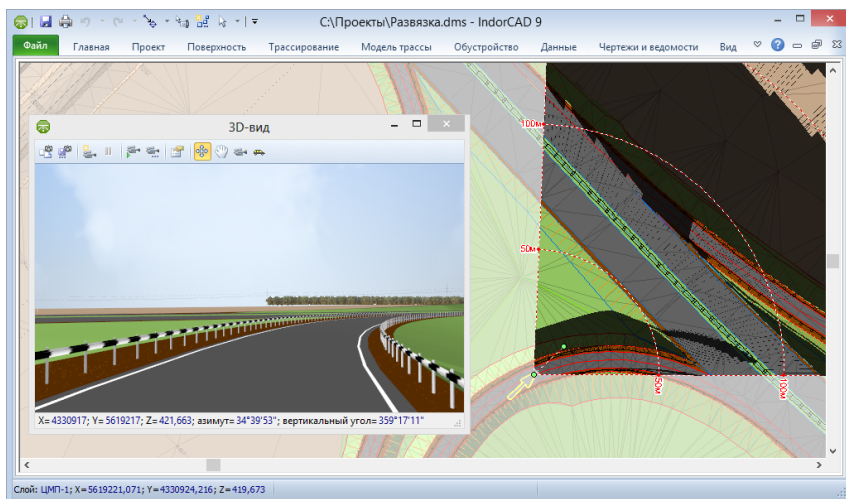 C:\Проекты\Развязка.dms - IndorCAD 9
Файл Главная Проект Поверхность Трассирование Модель трассы Обустройство Данные Чертежи и ведомости Вид
3D-вид
100м
50м
X= 4330917; Y= 5619217; Z= 421,663; азимут= 34°39'53"; вертикальный угол= 359°17'11"
50м
100м
Слой: ЦМП-1; X=5619221,071; Y=4330924,216; Z=419,673